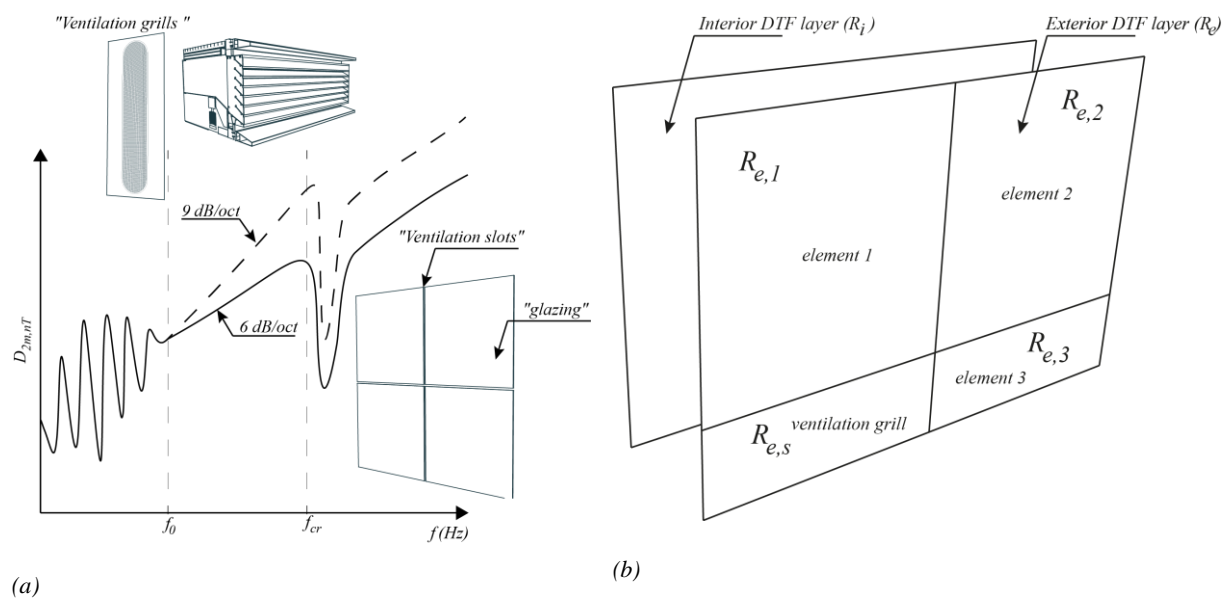 "Ventilation grills "
9 dB/oct
6 dB/oct
"Ventilation slots"
"glazing"
D2m,nT
f0
fcr
f (Hz)
(a)
Interior DTF layer (Ri )
Exterior DTF layer (Re)
Re,1
Re,2
element 1
element 2
Re,3
element 3
Re,s
ventilation grill
(b)